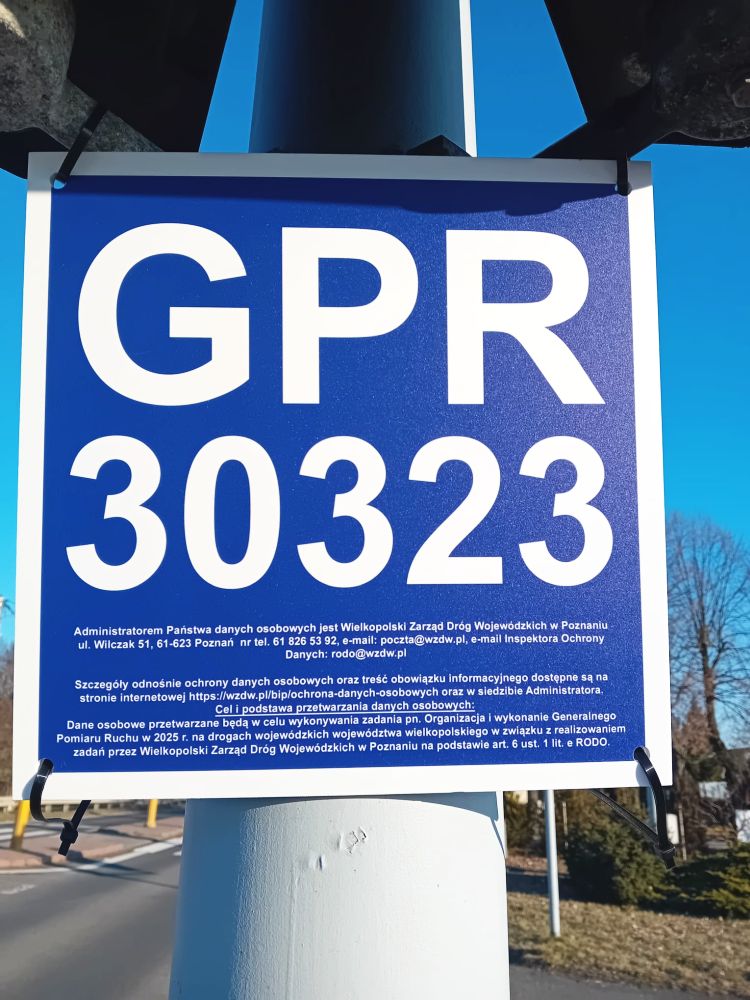 GPR
30323
Administratorem Państwa danych osobowych jest Wielkopolski Zarząd Dróg Wojewódzkich w Poznaniu
ul. Wilczak 51, 61-623 Poznań nr tel. 61 826 53 92, e-mail: poczta@wzdw.pl, e-mail Inspektora Ochrony
Danych: rodo@wzdw.pl
Szczegóły odnośnie ochrony danych osobowych oraz treść obowiązku informacyjnego dostępne są na
stronie internetowej https://wzdw.pl/bip/ochrona-danych-osobowych oraz w siedzibie Administratora.
Cel i podstawa przetwarzania danych osobowych:
Dane osobowe przetwarzane będą w celu wykonywania zadania pn. Organizacja i wykonanie Generalnego
Pomiaru Ruchu w 2025 r. na drogach wojewódzkich województwa wielkopolskiego w związku z realizowaniem
zadań przez Wielkopolski Zarząd Dróg Wojewódzkich w Poznaniu na podstawie art. 6 ust. 1 lit. e RODO.